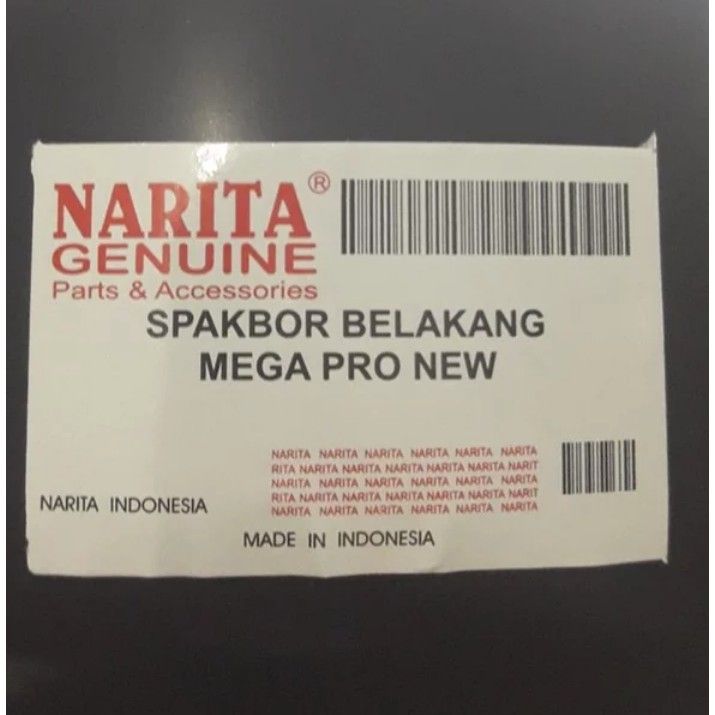 NARITA®
GENUINE
Parts & Accessories
SPAKBOR BELAKANG
MEGA PRO NEW
NARITA NARITA NARITA NARITA NARITA NARITA
RITA NARITA NARITA NARITA NARITA NARITA NARIT
NARITA NARITA NARITA NARITA NARITA NARITA
RITA NARITA NARITA NARITA NARITA NARITA NARIT
NARITA NARITA NARITA NARITA NARITA NARITA
NARITA INDONESIA
MADE IN INDONESIA